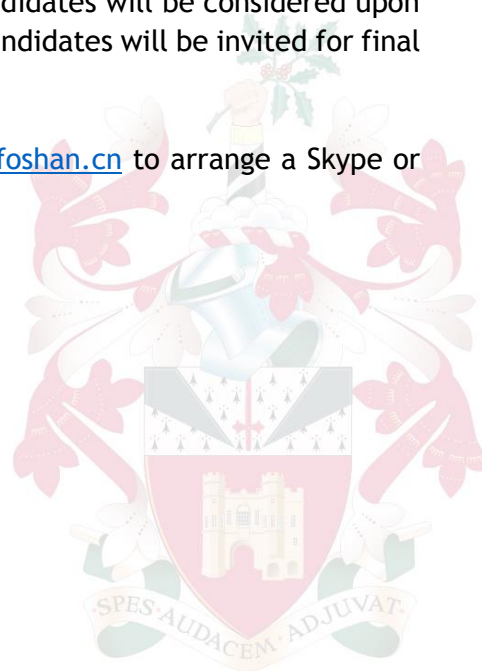 didates will be considered upon
ndidates will be invited for final
foshan.cn to arrange a Skype or
SPES AUDACEM ADJUVAT